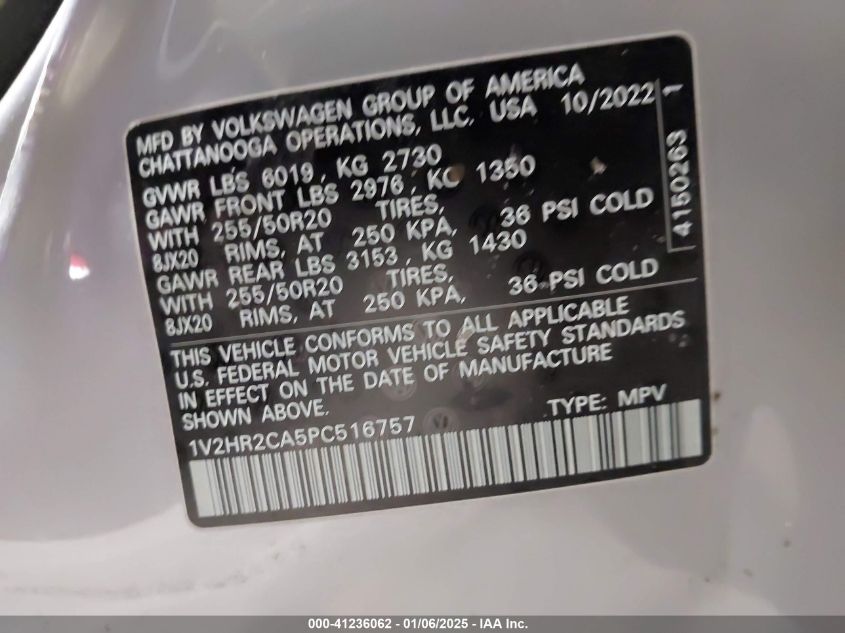 MFD BY VOLKSWAGEN GROUP OF AMERICA
CHATTANOOGA OPERATIONS, LLC, USA 10/2022
GVWR LBS 6019, KG 2730
GAWR FRONT LBS 2976, KG 1350
WITH 255/50R20 TIRES,
8JX20 RIMS, AT 250 KPA, 36 PSI COLD
GAWR REAR LBS 3153, KG 1430
WITH 255/50R20 TIRES,
8JX20 RIMS, AT 250 KPA, 36 PSI COLD
THIS VEHICLE CONFORMS TO ALL APPLICABLE
U.S. FEDERAL MOTOR VEHICLE SAFETY STANDARDS
IN EFFECT ON THE DATE OF MANUFACTURE
SHOWN ABOVE. TYPE: MPV
1V2HR2CA5PC516757
4150263 1
000-41236062 - 01/06/2025 - IAAI.COM